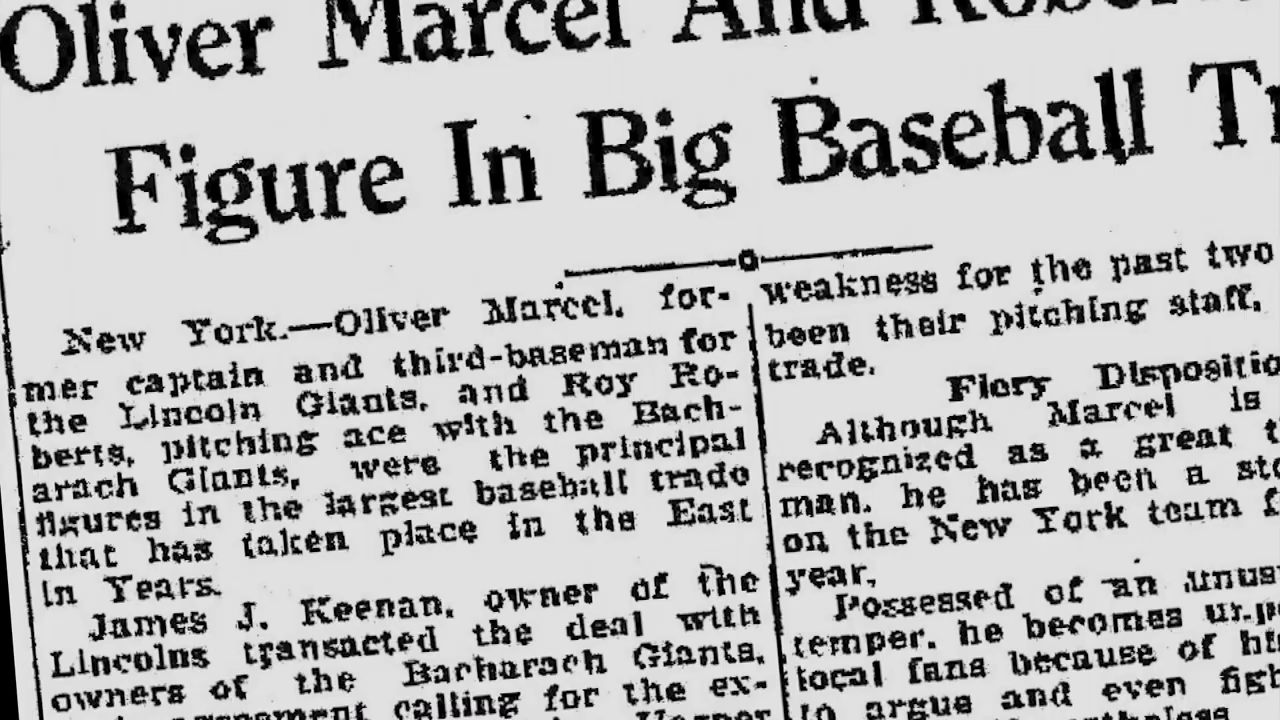 Oliver Marcel And
Figure In Big Baseball
New York.—Oliver Marcel, for-
mer captain and third-baseman for
the Lincoln Giants, and Roy Ro-
berts, pitching ace with the Bach-
arach Giants, were the principal
figures in the largest baseball trade
that has taken place in the East
in Years.
James J. Keenan, owner of the
Lincolns transacted the deal with
owners of the Bacharach Giants,
calling for the ex-
weakness for the past two
been their pitching staff,
trade.
Fiery
Although Marcel is
recognized as a great
man, he has been a
on the New York team
year.
Possessed of an
temper, he becomes
local fans because of
to argue and even